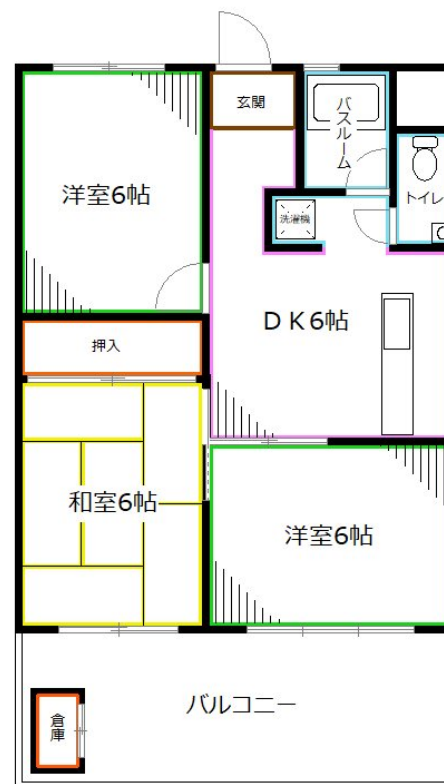 玄関
バスルーム
洋室6帖
トイレ
洗濯機
DK6帖
押入
和室6帖
洋室6帖
バルコニー
倉庫